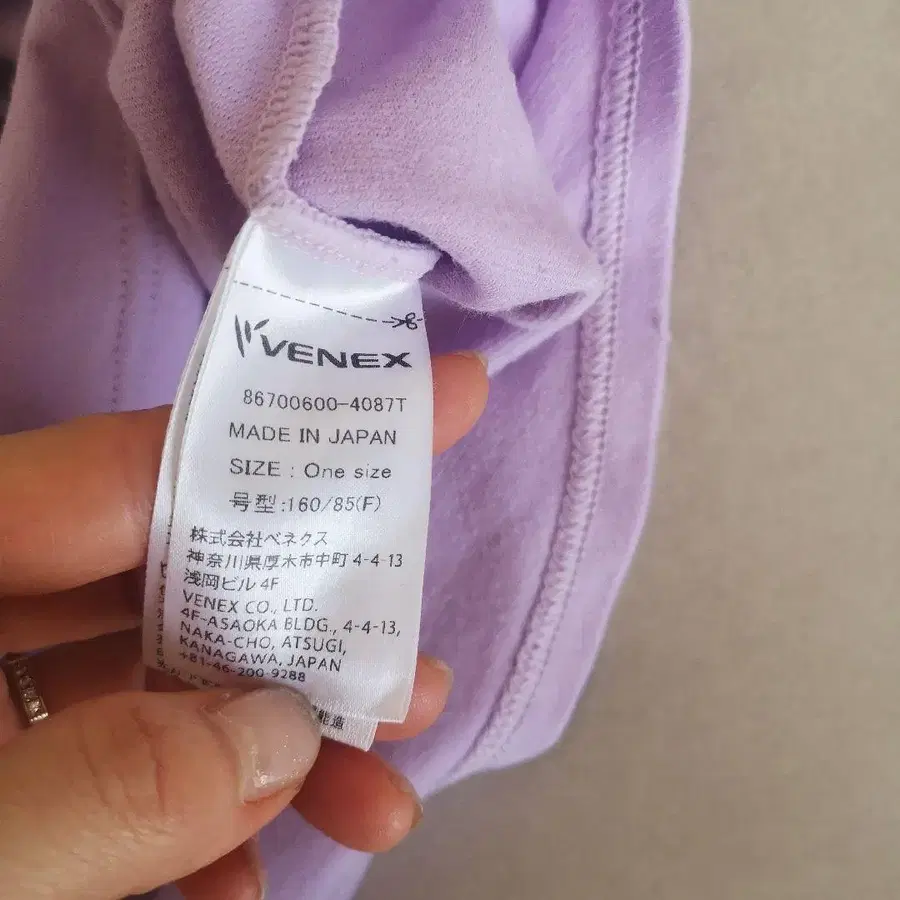 VENEX
86700600-4087T
MADE IN JAPAN
SIZE : One size
号型:160/85(F)
株式会社ベネクス
神奈川県厚木市中町 4-4-13
浅岡ビル 4F
VENEX CO., LTD.
4F-ASAOKA BLDG., 4-4-13,
NAKA-CHO, ATSUGI,
KANAGAWA, JAPAN
+81-46-200-9288